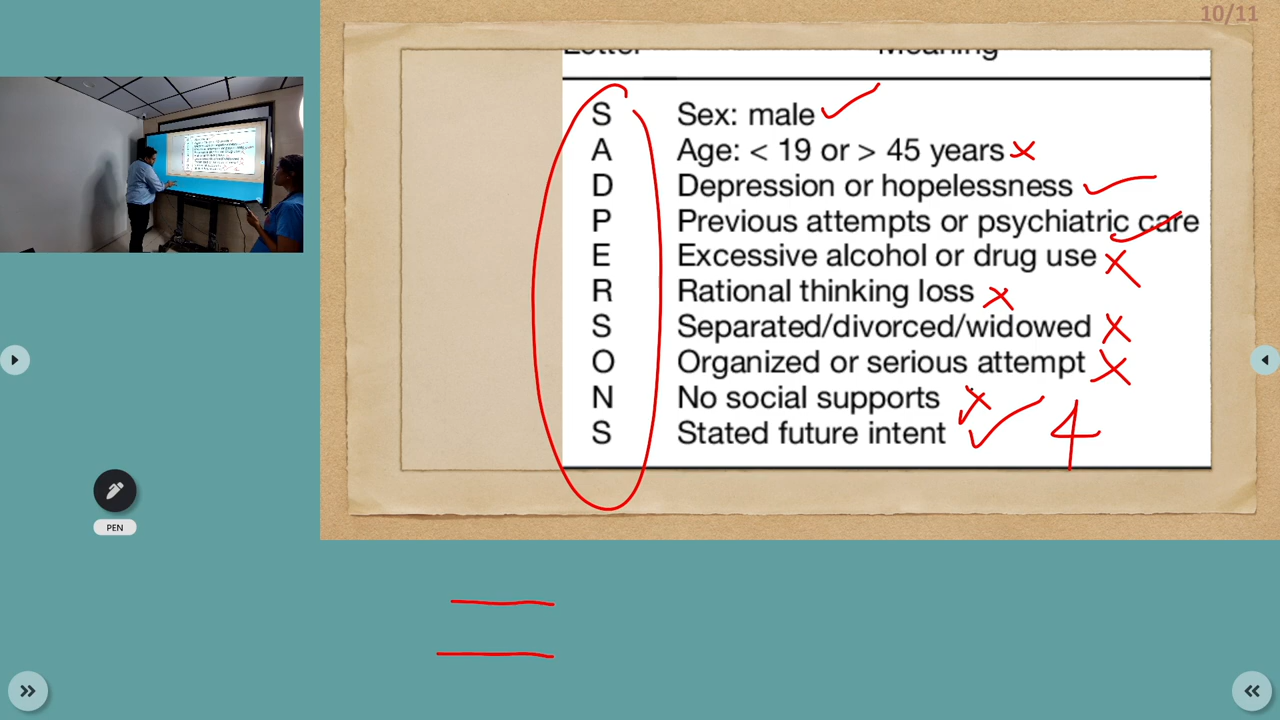 10/11
Letter Meaning
S Sex: male
A Age: < 19 or > 45 years
D Depression or hopelessness
P Previous attempts or psychiatric care
E Excessive alcohol or drug use
R Rational thinking loss
S Separated/divorced/widowed
O Organized or serious attempt
N No social supports
S Stated future intent 4
PEN